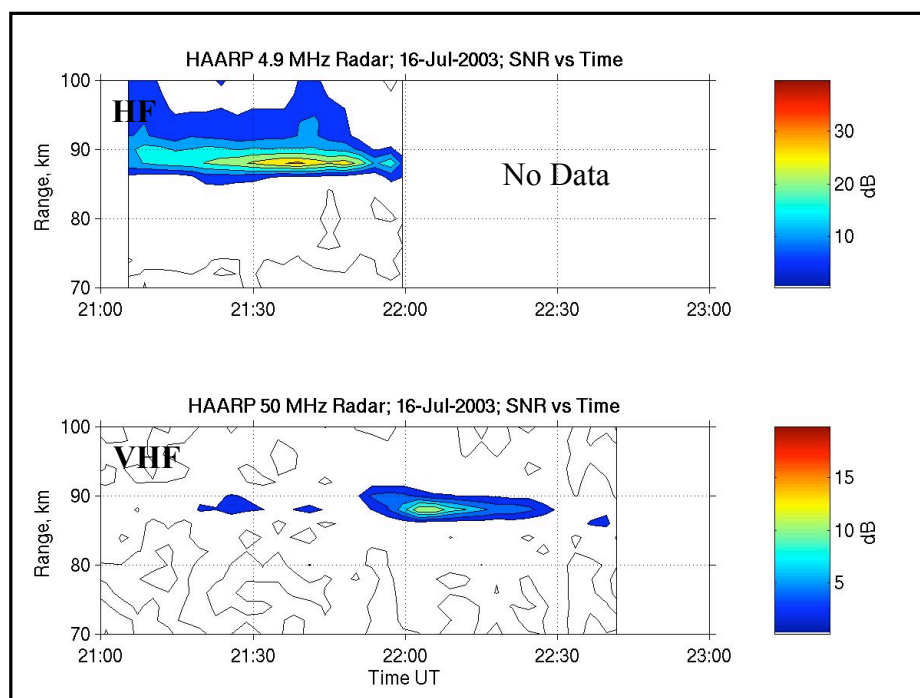 HAARP 4.9 MHz Radar; 16-Jul-2003; SNR vs Time
100
90
80
70
Range, km
HF
No Data
21:00
21:30
22:00
22:30
23:00
30
20
10
dB
HAARP 50 MHz Radar; 16-Jul-2003; SNR vs Time
100
90
80
70
Range, km
VHF
21:00
21:30
22:00
22:30
23:00
Time UT
15
10
5
dB